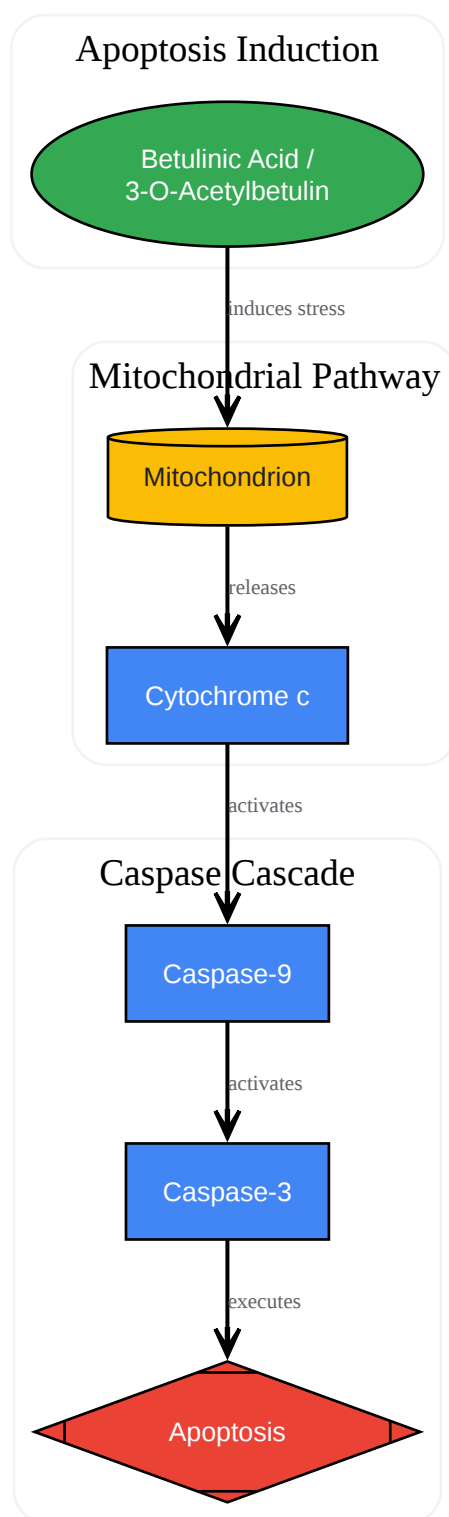 Apoptosis Induction
Betulinic Acid /
3-O-Acetylbetulin
induces stress
Mitochondrial Pathway
Mitochondrion
releases
Cytochrome c
activates
Caspase Cascade
Caspase-9
activates
Caspase-3
executes
Apoptosis